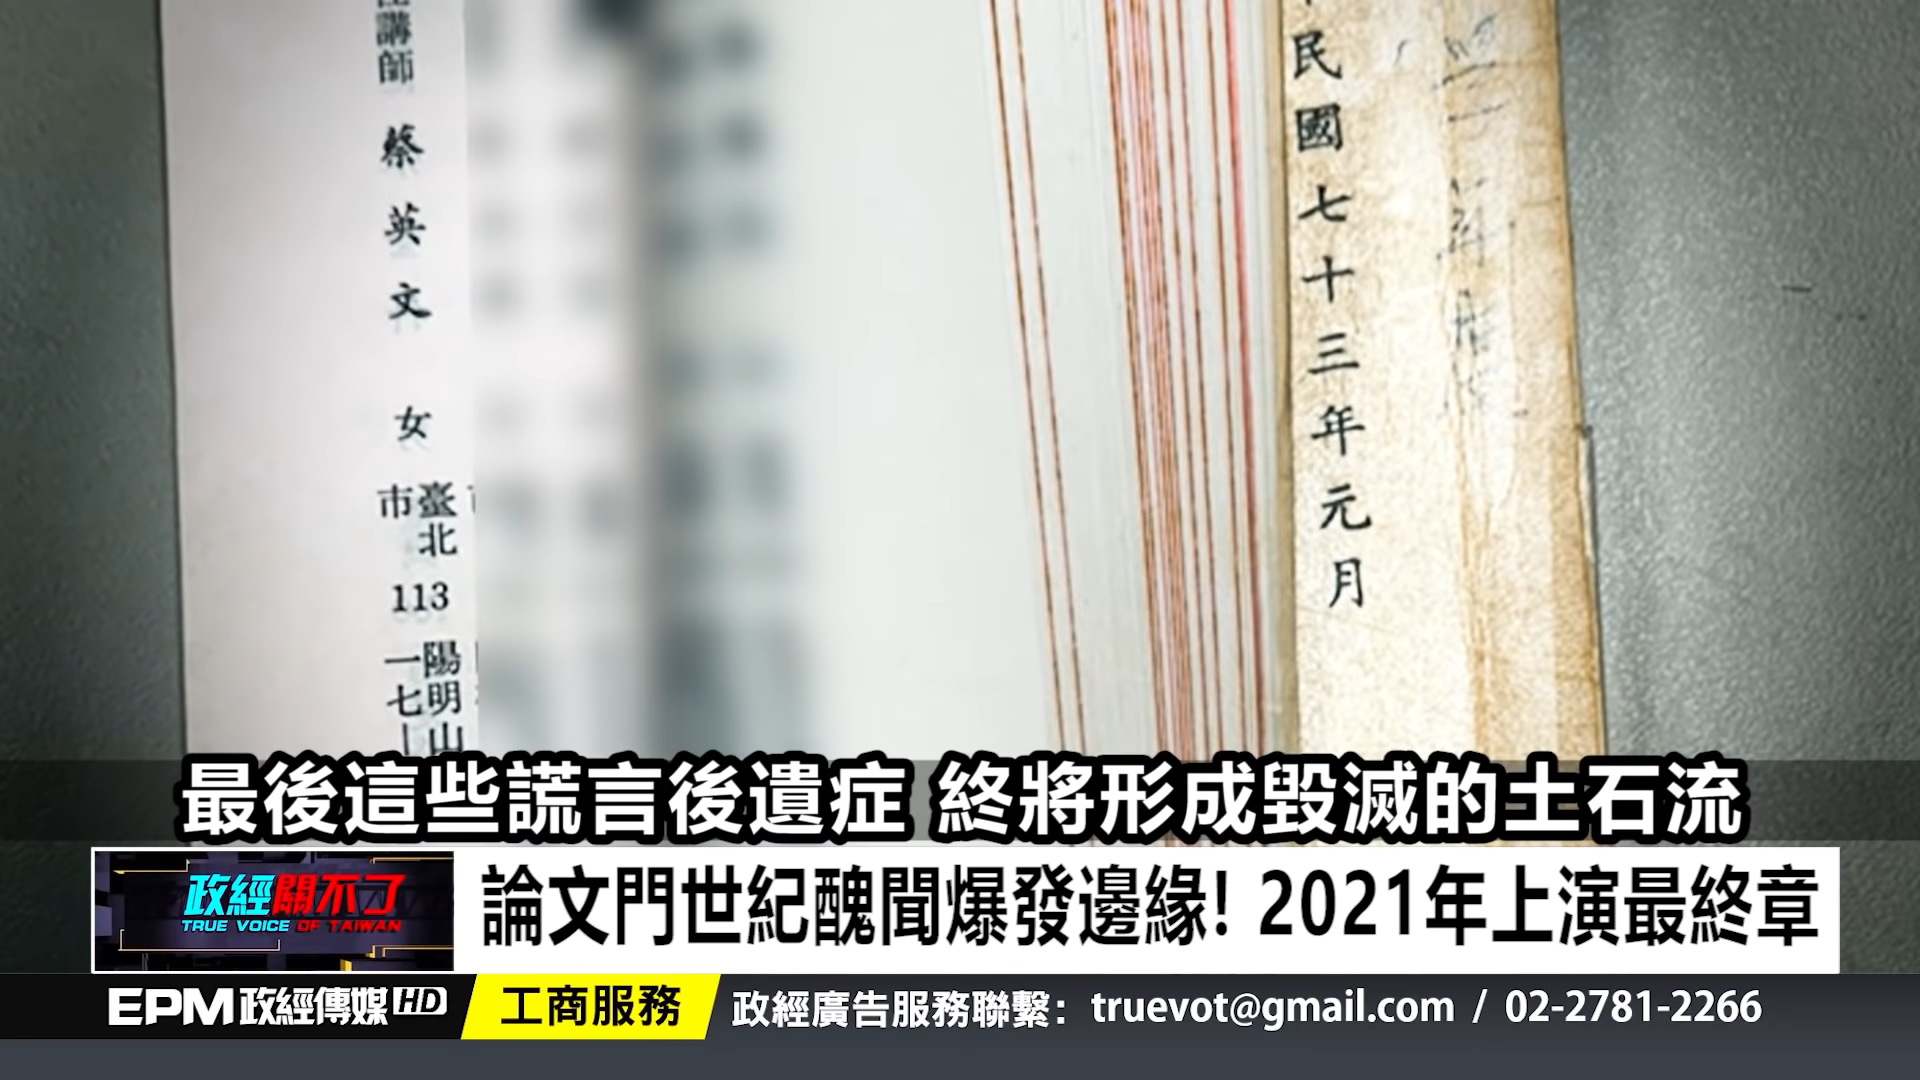 講師 蔡英文 女 臺北市 113 陽明山一七
民國七十三年元月
最後這些謊言後遺症 終將形成毀滅的土石流
政經關不了
TRUE VOICE OF TAIWAN
論文門世紀醜聞爆發邊緣! 2021年上演最終章
EPM政經傳媒HD
工商服務
政經廣告服務聯繫: truevot@gmail.com / 02-2781-2266